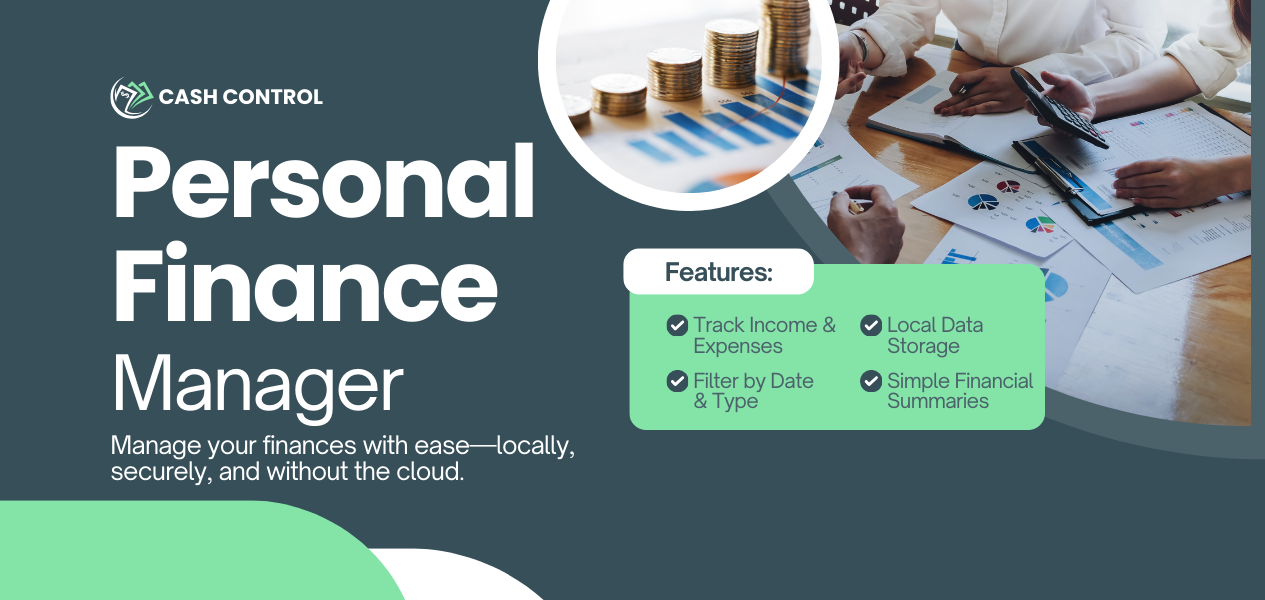 CASH CONTROL
Personal
Finance
Manager
Manage your finances with ease—locally,
securely, and without the cloud.
Features:
Track Income &
Expenses
Filter by Date
& Type
Local Data
Storage
Simple Financial
Summaries